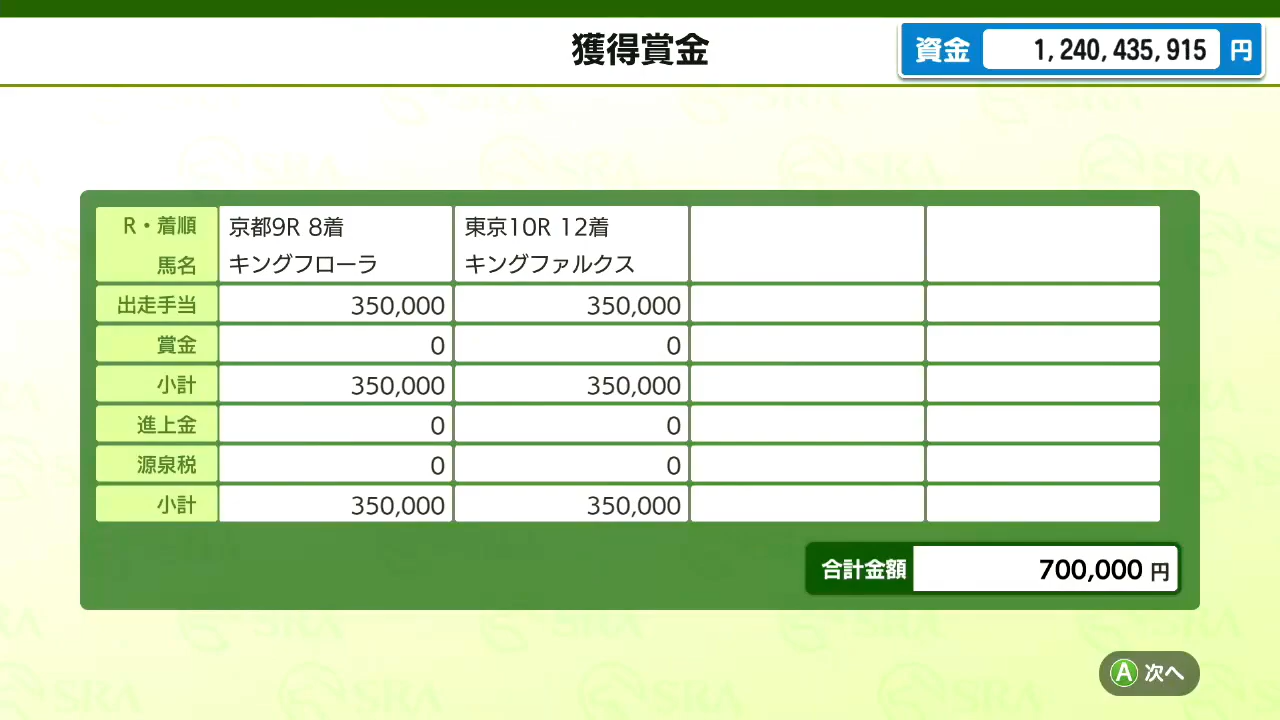 獲得賞金
資金 1,240,435,915 円
R・着順 京都9R 8着 東京10R 12着
馬名 キングフローラ キングファルクス
出走手当 350,000 350,000
賞金 0 0
小計 350,000 350,000
進上金 0 0
源泉税 0 0
小計 350,000 350,000
合計金額 700,000 円
A 次へ
SRA